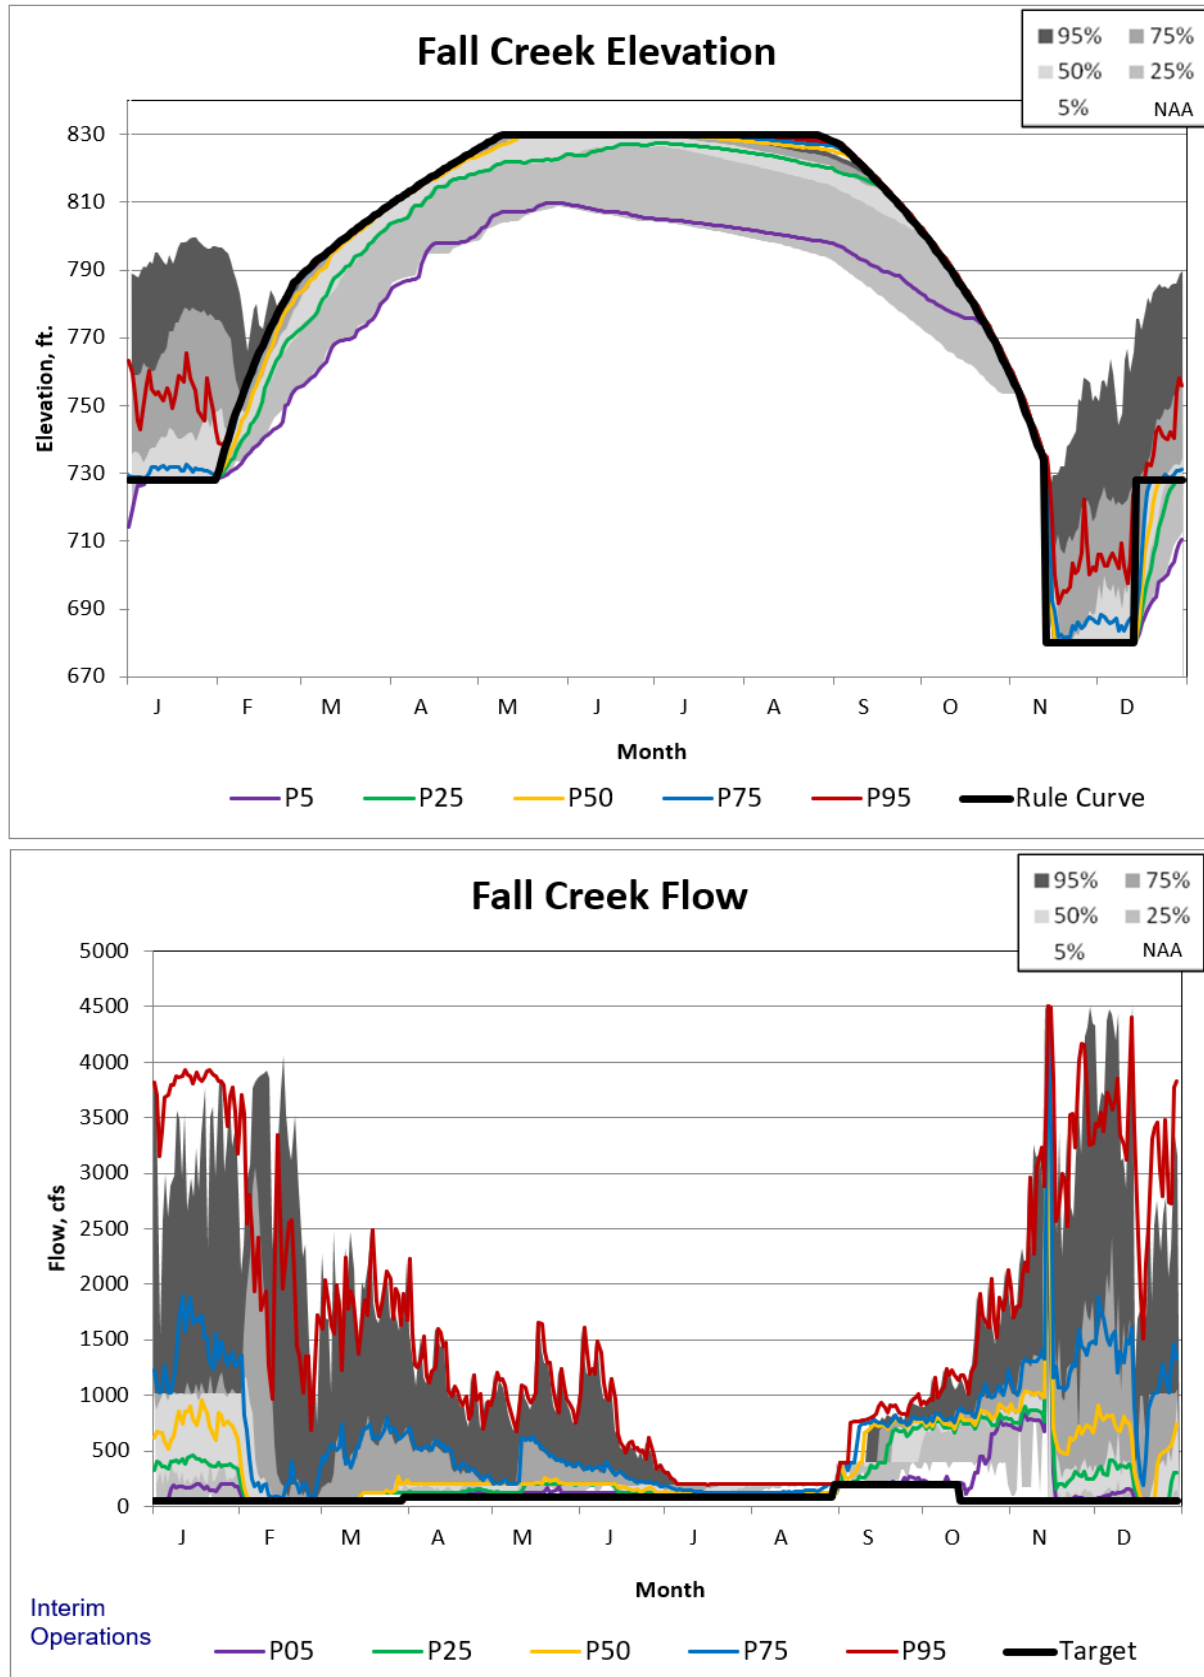 Fall Creek Elevation
95% 75%
50% 25%
5% NAA
830
810
790
770
750
730
710
690
670
Elevation, ft.
J F M A M J J A S O N D
Month
P5 P25 P50 P75 P95 Rule Curve
Fall Creek Flow
95% 75%
50% 25%
5% NAA
5000
4500
4000
3500
3000
2500
2000
1500
1000
500
0
Flow, cfs
J F M A M J J A S O N D
Month
Interim
Operations
P05 P25 P50 P75 P95 Target